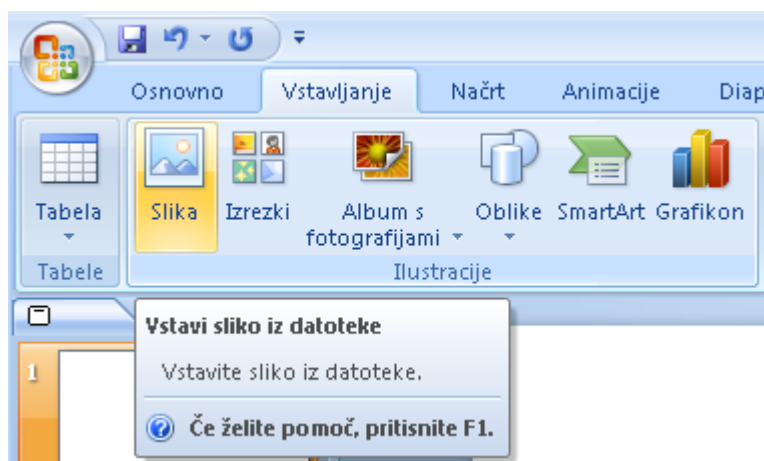 Osnovno Vstavljanje Načrt Animacije Diap
Tabela Slika Izrezki Album s fotografijami Oblike SmartArt Grafikon
Tabele Ilustracije
Vstavi sliko iz datoteke
1
Vstavite sliko iz datoteke.
Če želite pomoč, pritisnite F1.